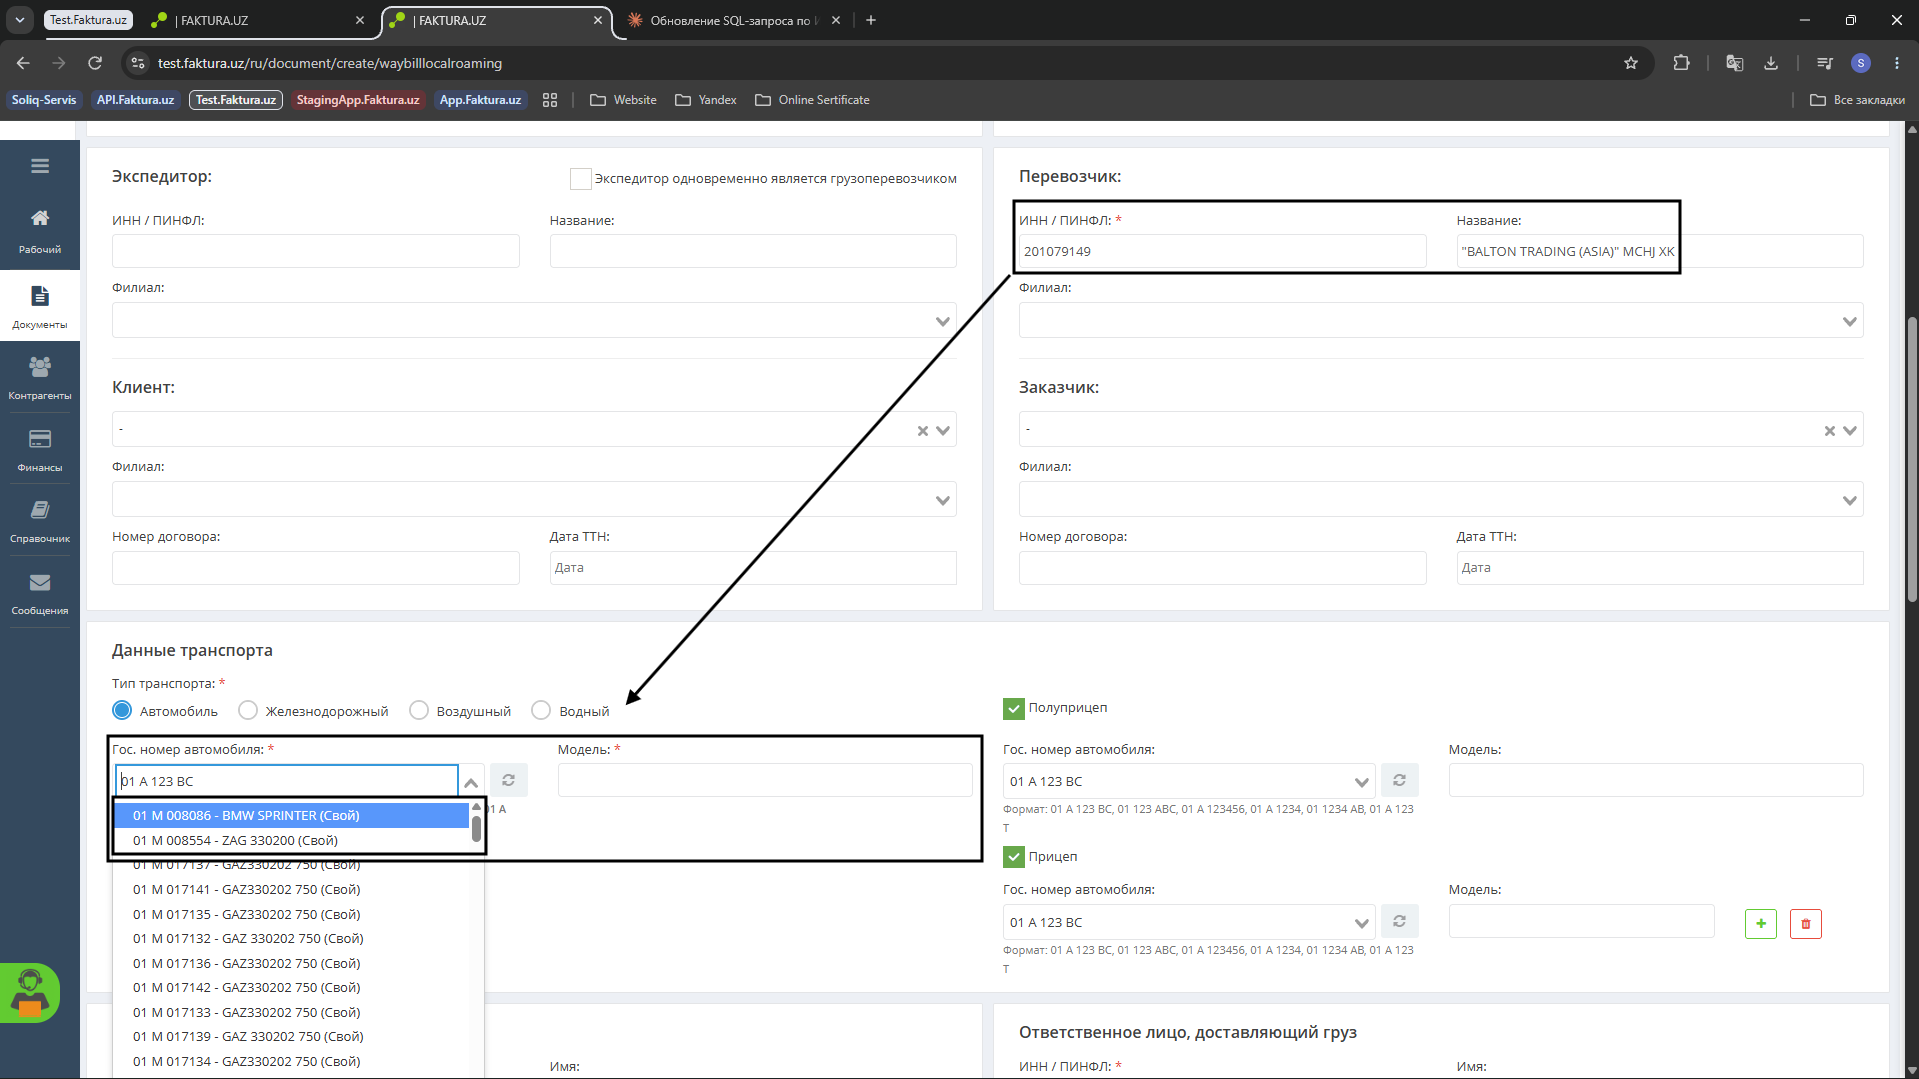 Test.Faktura.uz
| FAKTURA.UZ
| FAKTURA.UZ
Обновление SQL-запроса по
test.faktura.uz/ru/document/create/waybilllocalroaming
S
Soliq-Servis
API.Faktura.uz
Test.Faktura.uz
StagingApp.Faktura.uz
App.Faktura.uz
Website
Yandex
Online Sertificate
Все закладки
Рабочий
Документы
Контрагенты
Финансы
Справочник
Сообщения
Экспедитор:
Экспедитор одновременно является грузоперевозчиком
ИНН / ПИНФЛ:
Название:
Филиал:
Перевозчик:
ИНН / ПИНФЛ: *
Название:
201079149
"BALTON TRADING (ASIA)" MCHJ XK
Филиал:
Клиент:
-
Филиал:
Номер договора:
Дата ТТН:
Дата
Заказчик:
-
Филиал:
Номер договора:
Дата ТТН:
Дата
Данные транспорта
Тип транспорта: *
Автомобиль
Железнодорожный
Воздушный
Водный
Гос. номер автомобиля: *
Модель: *
01 A 123 BC
01 A
01 M 008086 - BMW SPRINTER (Свой)
01 M 008554 - ZAG 330200 (Свой)
01 M 017137 - GAZ330202 750 (Свой)
01 M 017141 - GAZ330202 750 (Свой)
01 M 017135 - GAZ330202 750 (Свой)
01 M 017132 - GAZ 330202 750 (Свой)
01 M 017136 - GAZ330202 750 (Свой)
01 M 017142 - GAZ330202 750 (Свой)
01 M 017133 - GAZ330202 750 (Свой)
01 M 017139 - GAZ 330202 750 (Свой)
01 M 017134 - GAZ330202 750 (Свой)
Полуприцеп
Гос. номер автомобиля:
Модель:
01 A 123 BC
Формат: 01 A 123 BC, 01 123 ABC, 01 A 123456, 01 A 1234, 01 1234 AB, 01 A 123
T
Прицеп
Гос. номер автомобиля:
Модель:
01 A 123 BC
Формат: 01 A 123 BC, 01 123 ABC, 01 A 123456, 01 A 1234, 01 1234 AB, 01 A 123
T
Имя:
Ответственное лицо, доставляющий груз
ИНН / ПИНФЛ: *
Имя: